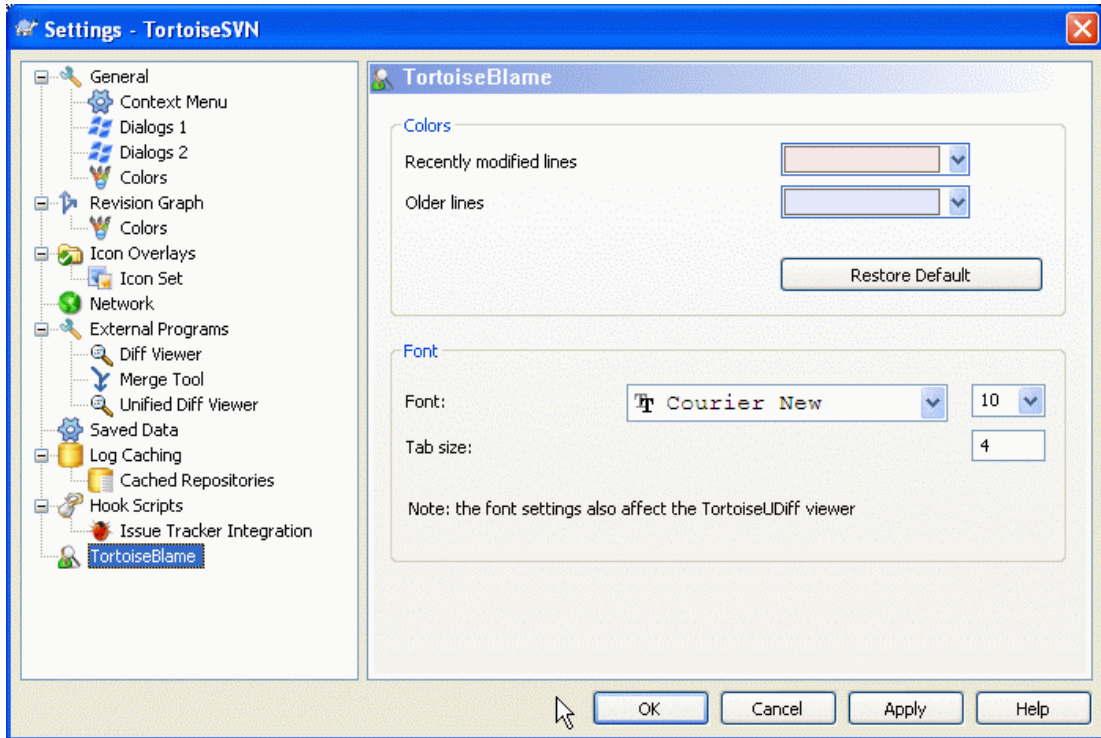 Settings - TortoiseSVN
General
Context Menu
Dialogs 1
Dialogs 2
Colors
Revision Graph
Colors
Icon Overlays
Icon Set
Network
External Programs
Diff Viewer
Merge Tool
Unified Diff Viewer
Saved Data
Log Caching
Cached Repositories
Hook Scripts
Issue Tracker Integration
TortoiseBlame
TortoiseBlame
Colors
Recently modified lines
Older lines
Restore Default
Font
Font: Courier New 10
Tab size: 4
Note: the font settings also affect the TortoiseUDiff viewer
OK Cancel Apply Help